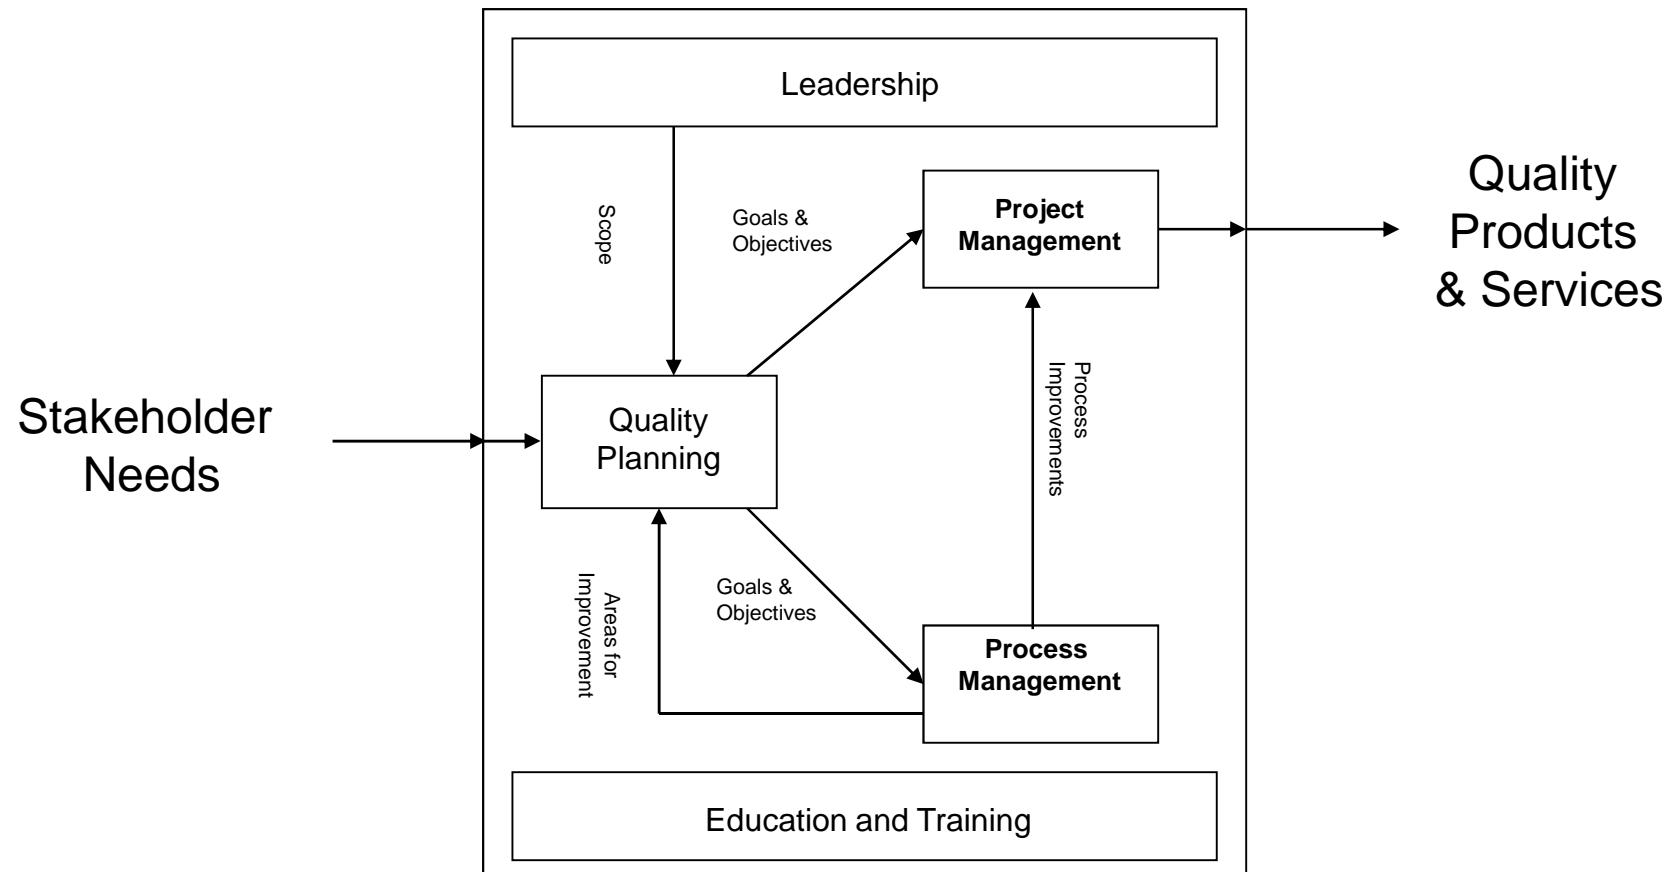 Leadership
Scope
Goals &
Objectives
Project
Management
Quality
Products
& Services
Stakeholder
Needs
Quality
Planning
Process
Improvements
Areas for
Improvement
Goals &
Objectives
Process
Management
Education and Training